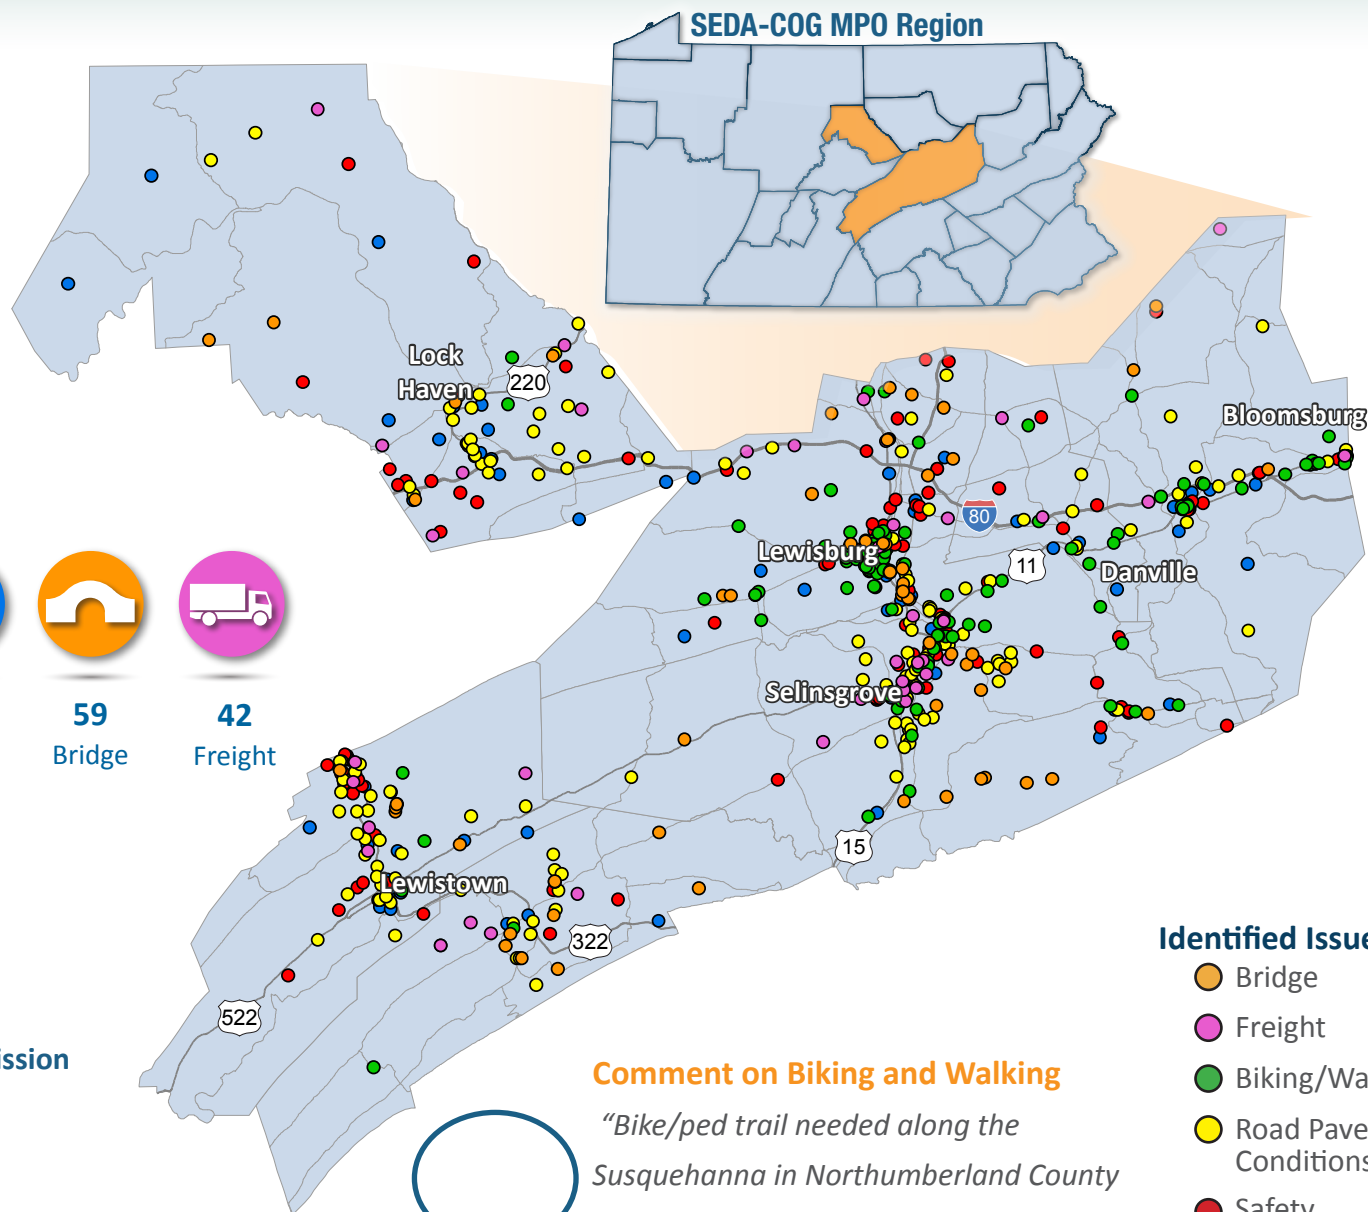 SEDA-COG MPO Region
Lock
Haven
220
Bloomsburg
80
Lewisburg
11
Danville
Selinsgrove
59
Bridge
42
Freight
15
Lewistown
322
522
Identified Issue
Bridge
Freight
Biking/Wa
Road Pave
Conditions
Safety
ission
Comment on Biking and Walking
“Bike/ped trail needed along the
Susquehanna in Northumberland County